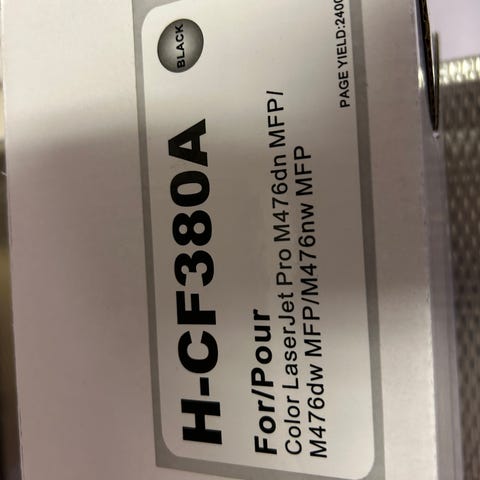 BLACK
H-CF380A
For/Pour
Color LaserJet Pro M476dn MFP/
M476dw MFP/M476nw MFP
PAGE YIELD:2400